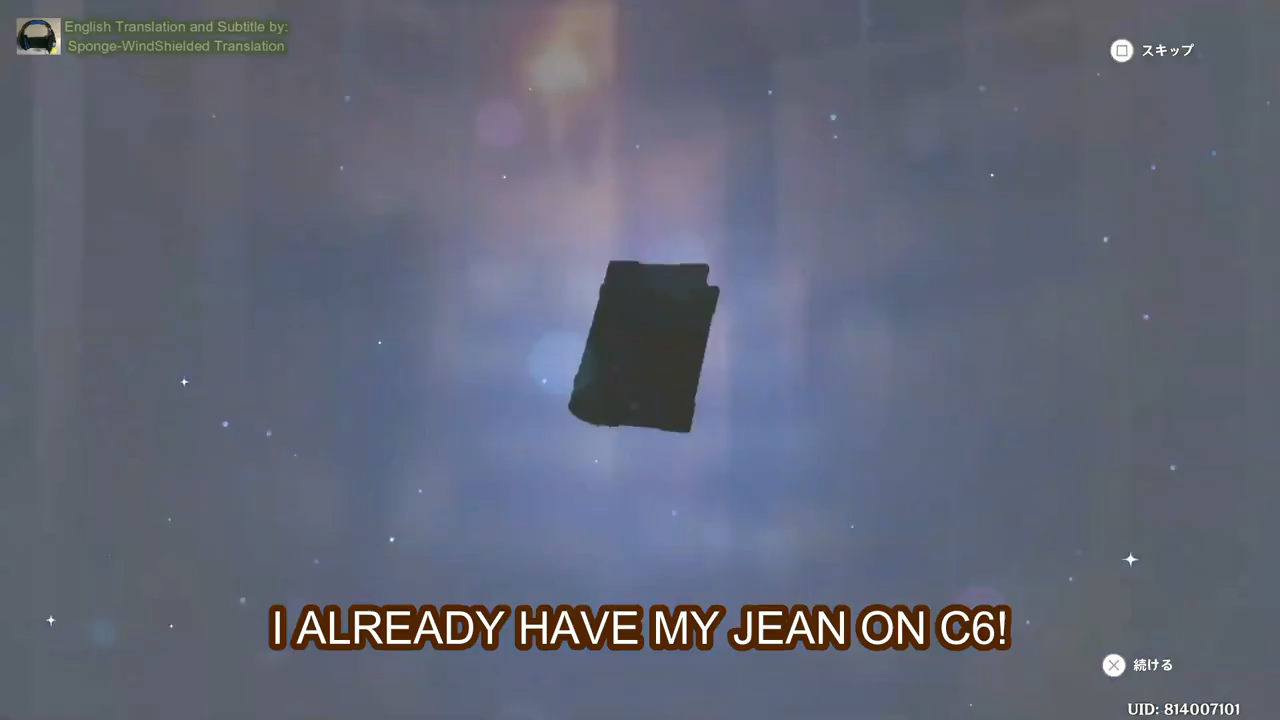 English Translation and Subtitle by:
Sponge-WindShielded Translation
スキップ
I ALREADY HAVE MY JEAN ON C6!
続ける
UID: 814007101